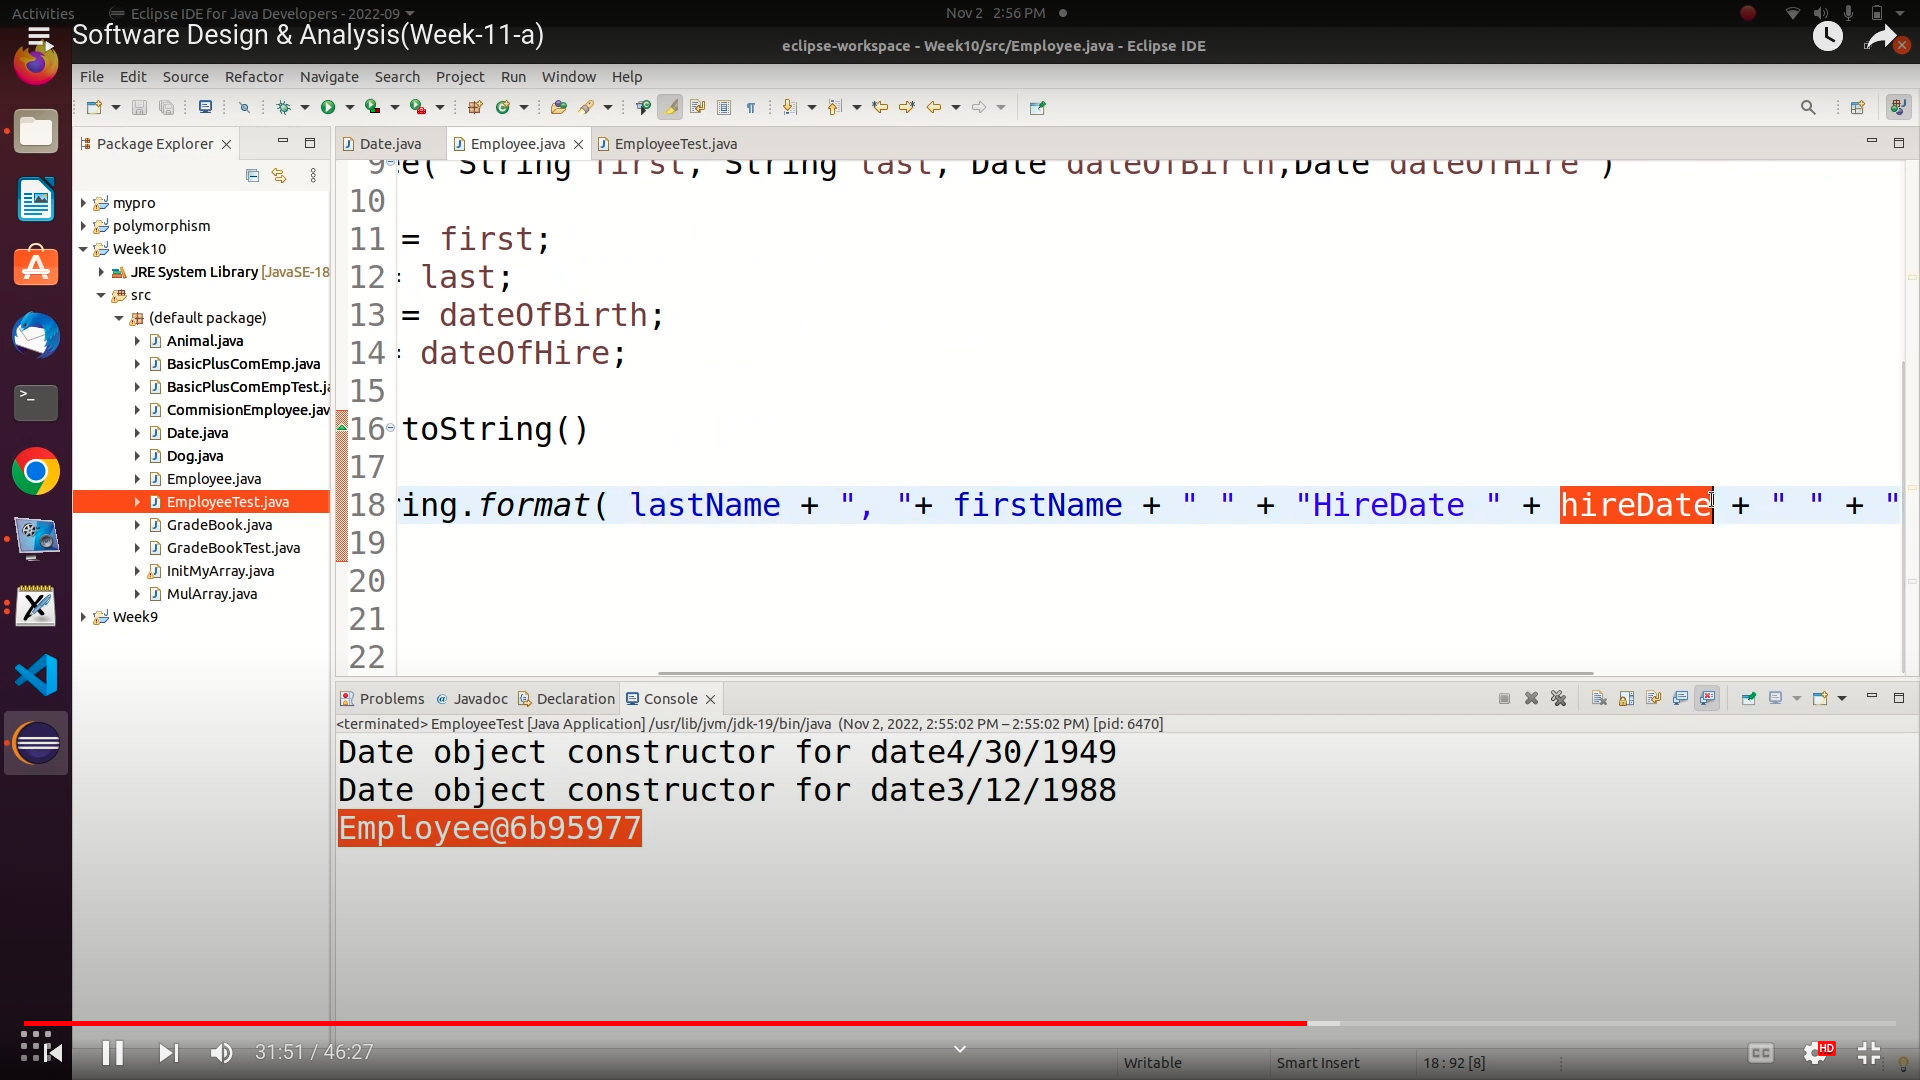 Activities
Eclipse IDE for Java Developers - 2022-09
Nov 2 2:56 PM
Software Design & Analysis(Week-11-a)
eclipse-workspace - Week10/src/Employee.java - Eclipse IDE
File Edit Source Refactor Navigate Search Project Run Window Help
Package Explorer
Date.java
Employee.java
EmployeeTest.java
mypro
polymorphism
Week10
JRE System Library [JavaSE-18
src
(default package)
Animal.java
BasicPlusComEmp.java
BasicPlusComEmpTest.ja
CommisionEmployee.jav
Date.java
Dog.java
Employee.java
EmployeeTest.java
GradeBook.java
GradeBookTest.java
InitMyArray.java
MulArray.java
Week9
9 ee( String first, String last, Date dateOfBirth,Date dateOfHire )
10
11 = first;
12 = last;
13 = dateOfBirth;
14 = dateOfHire;
15
16 toString()
17
18 ring.format( lastName + ", "+ firstName + " " + "HireDate " + hireDate + " " + "
19
20
21
22
Problems @ Javadoc Declaration Console
<terminated> EmployeeTest [Java Application] /usr/lib/jvm/jdk-19/bin/java (Nov 2, 2022, 2:55:02 PM – 2:55:02 PM) [pid: 6470]
Date object constructor for date4/30/1949
Date object constructor for date3/12/1988
Employee@6b95977
31:51 / 46:27
Writable
Smart Insert
18 : 92 [8]
CC
HD